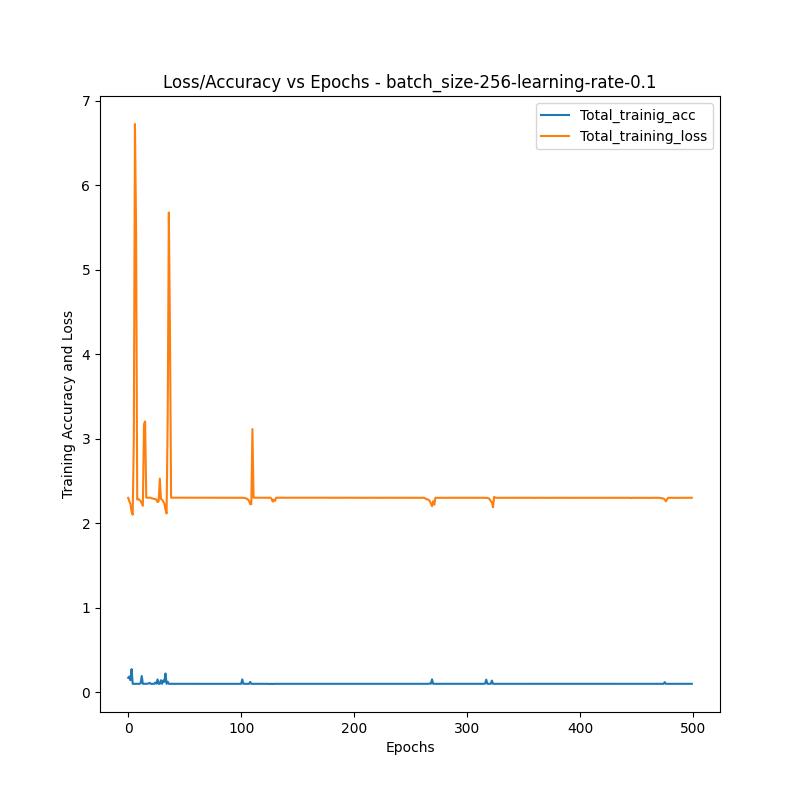 Loss/Accuracy vs Epochs - batch_size-256-learning-rate-0.1
Total_trainig_acc
Total_training_loss
Training Accuracy and Loss
7
6
5
4
3
2
1
0
0 100 200 300 400 500
Epochs